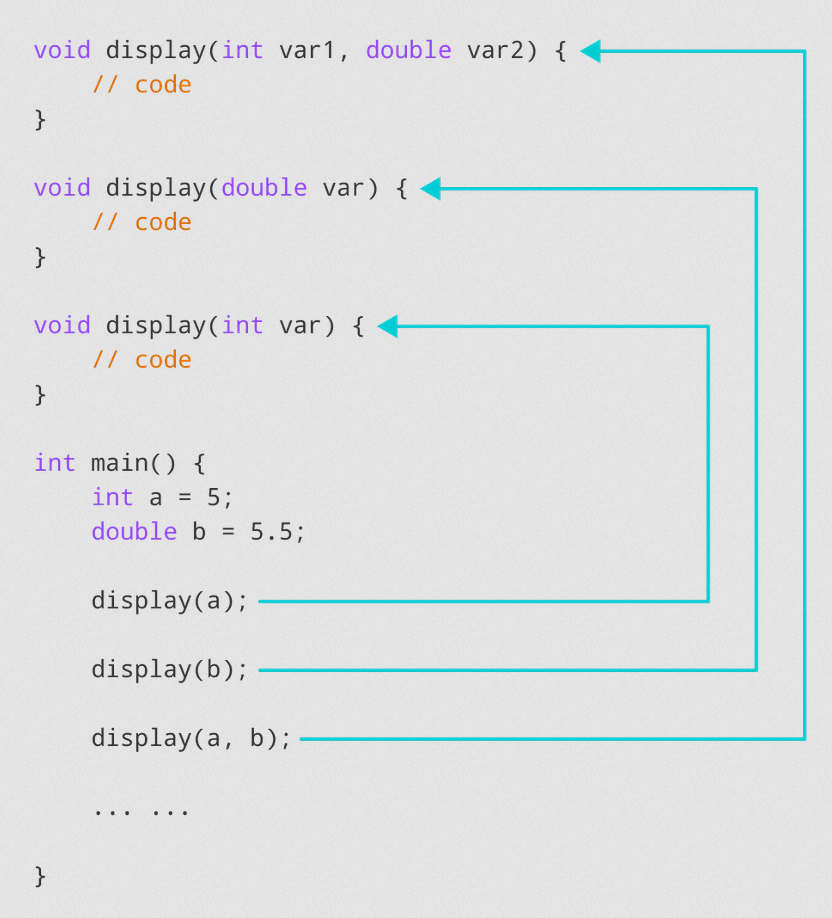 void display(int var1, double var2) {
    // code
}
void display(double var) {
    // code
}
void display(int var) {
    // code
}
int main() {
    int a = 5;
    double b = 5.5;
    display(a);
    display(b);
    display(a, b);
    ... ...
}